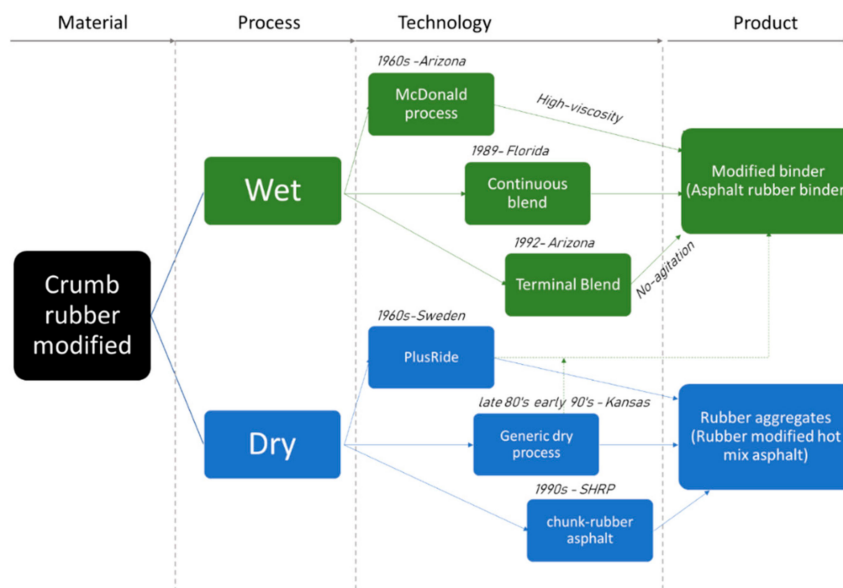 Material
Process
Technology
Product
1960s -Arizona
McDonald
process
High-viscosity
1989- Florida
Wet
Continuous
blend
Modified binder
(Asphalt rubber binder
1992- Arizona
Terminal Blend
No-agitation
Crumb
rubber
modified
1960s-Sweden
PlusRide
late 80's early 90's - Kansas
Dry
Generic dry
process
Rubber aggregates
(Rubber modified hot
mix asphalt)
1990s - SHRP
chunk-rubber
asphalt